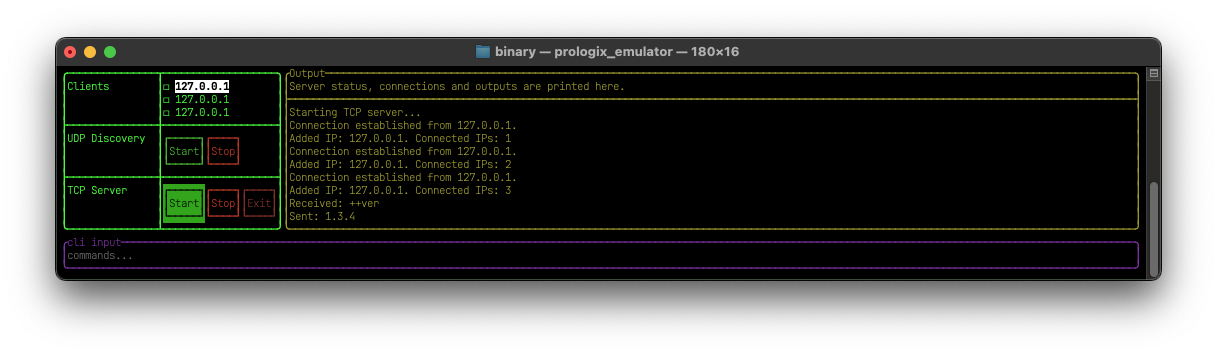 binary — prologix_emulator — 180×16
Clients
127.0.0.1
127.0.0.1
127.0.0.1
UDP Discovery
Start Stop
TCP Server
Start Stop Exit
Output
Server status, connections and outputs are printed here.
Starting TCP server...
Connection established from 127.0.0.1.
Added IP: 127.0.0.1. Connected IPs: 1
Connection established from 127.0.0.1.
Added IP: 127.0.0.1. Connected IPs: 2
Connection established from 127.0.0.1.
Added IP: 127.0.0.1. Connected IPs: 3
Received: ++ver
Sent: 1.3.4
cli input
commands...